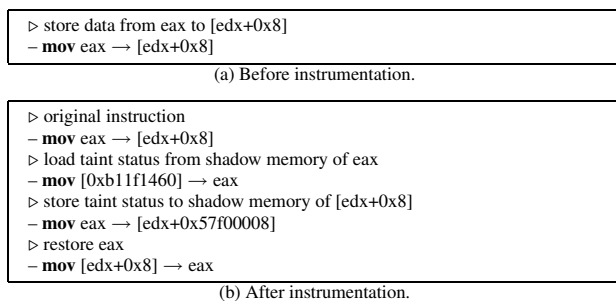 ▷ store data from eax to [edx+0x8]
– mov eax → [edx+0x8]
(a) Before instrumentation.
▷ original instruction
– mov eax → [edx+0x8]
▷ load taint status from shadow memory of eax
– mov [0xb11f1460] → eax
▷ store taint status to shadow memory of [edx+0x8]
– mov eax → [edx+0x57f00008]
▷ restore eax
– mov [edx+0x8] → eax
(b) After instrumentation.